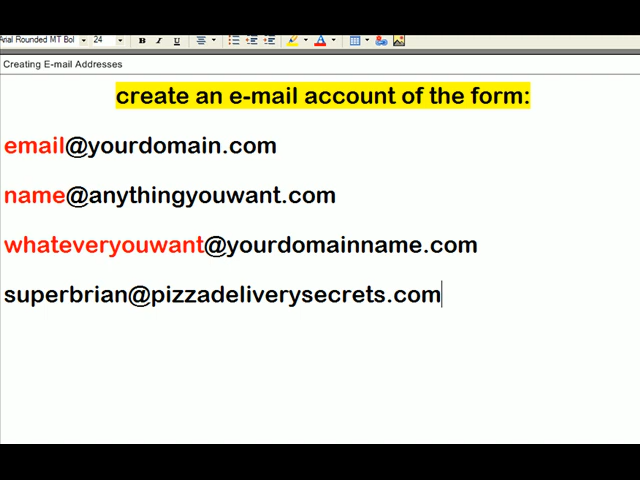 Arial Rounded MT Bol 24 B I U A
Creating E-mail Addresses
create an e-mail account of the form:
email@yourdomain.com
name@anythingyouwant.com
whateveryouwant@yourdomainname.com
superbrian@pizzadeliverysecrets.com